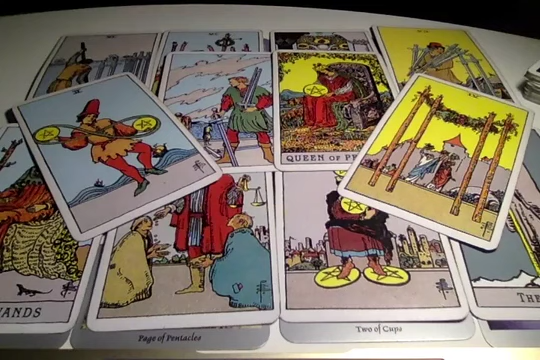 QUEEN OF PE
WANDS
THE
Page of Pentacles
Two of Cups